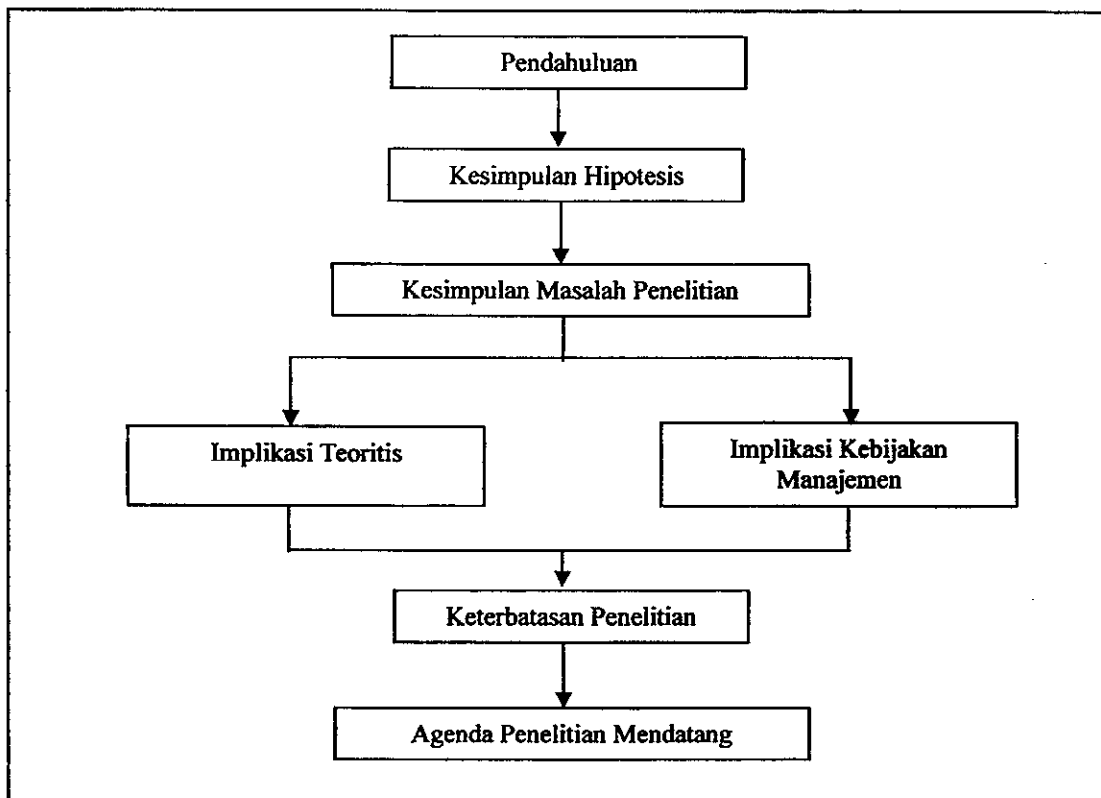 Pendahuluan
Kesimpulan Hipotesis
Kesimpulan Masalah Penelitian
Implikasi Teoritis
Implikasi Kebijakan
Manajemen
Keterbatasan Penelitian
Agenda Penelitian Mendatang